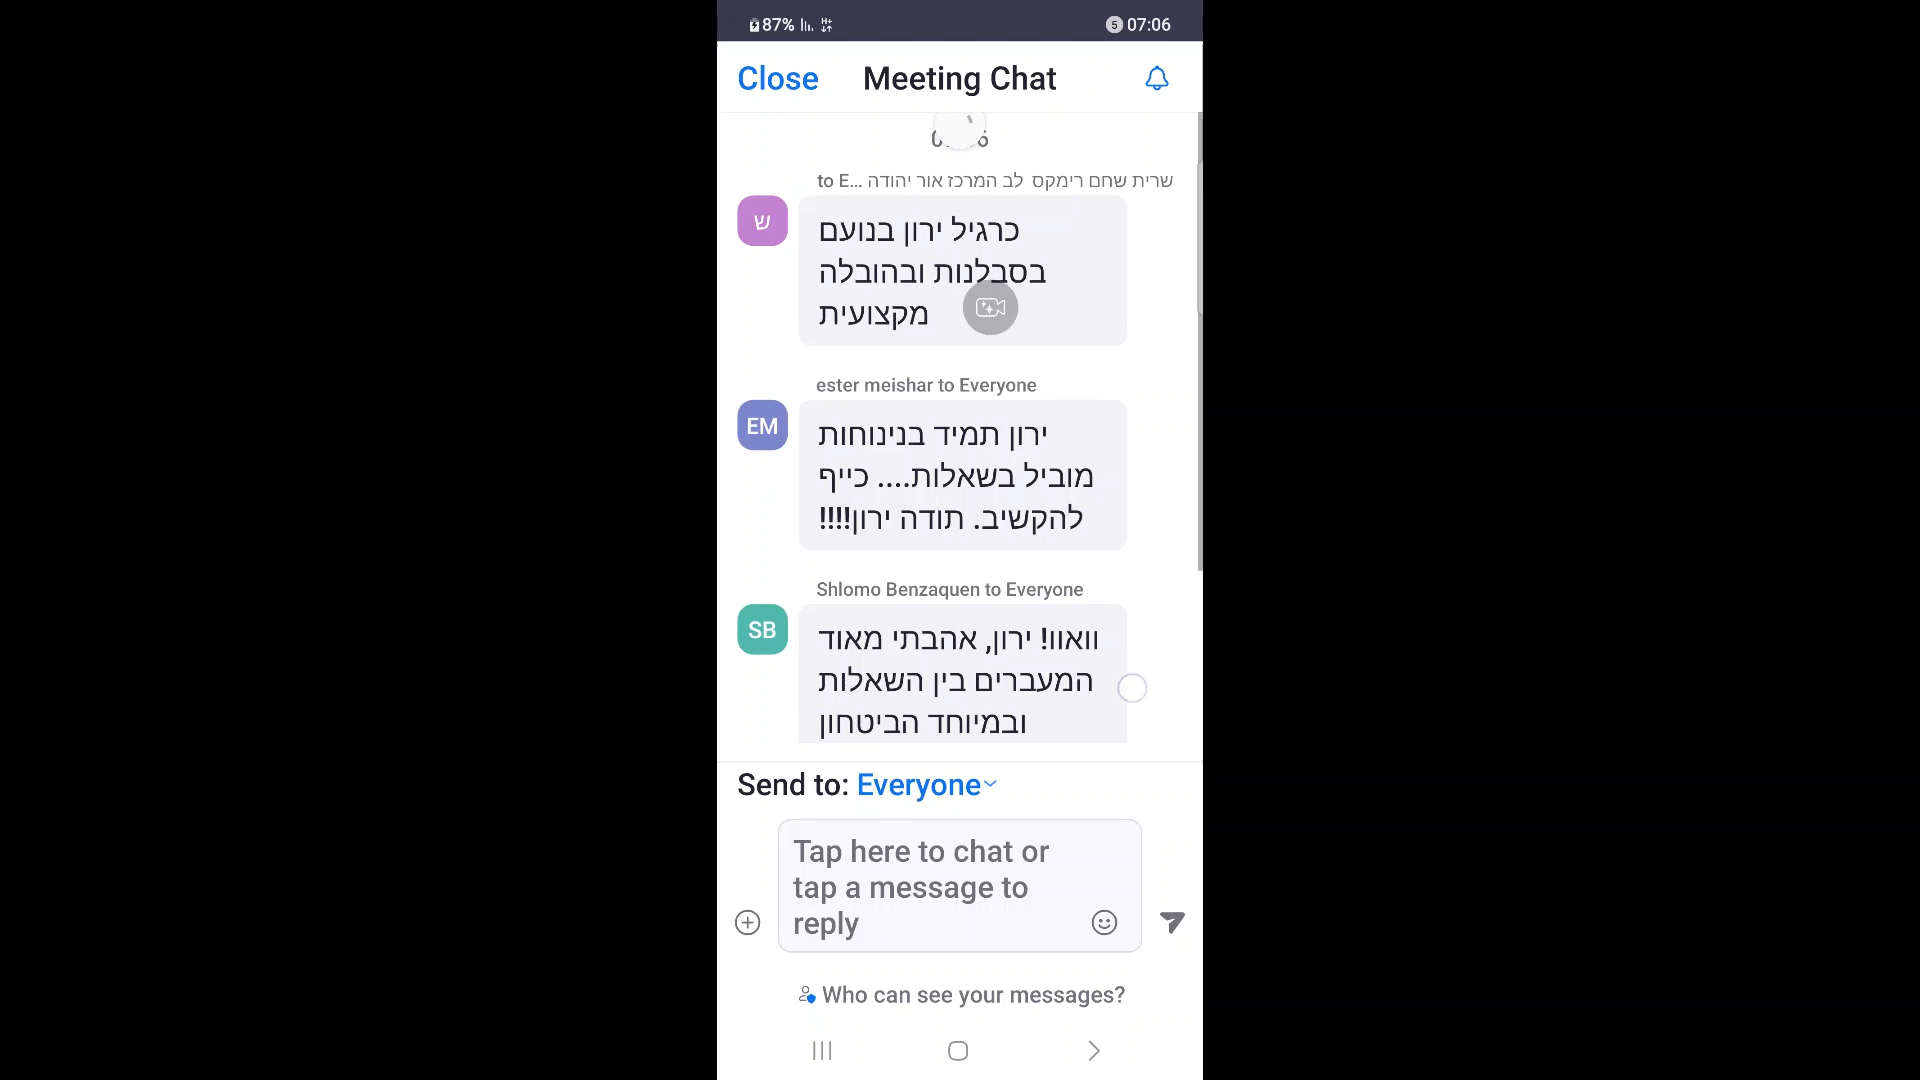 87%
5 07:06
Close
Meeting Chat
שרית שחם רימקס לב המרכז אור יהודה to E...
ש
כרגיל ירון בנועם
בסבלנות ובהובלה
מקצועית
ester meishar to Everyone
EM
ירון תמיד בנינוחות
מוביל בשאלות.... כייף
להקשיב. תודה ירון!!!!
Shlomo Benzaquen to Everyone
SB
וואוו! ירון, אהבתי מאוד
המעברים בין השאלות
ובמיוחד הביטחון
Send to: Everyone
Tap here to chat or
tap a message to
reply
Who can see your messages?